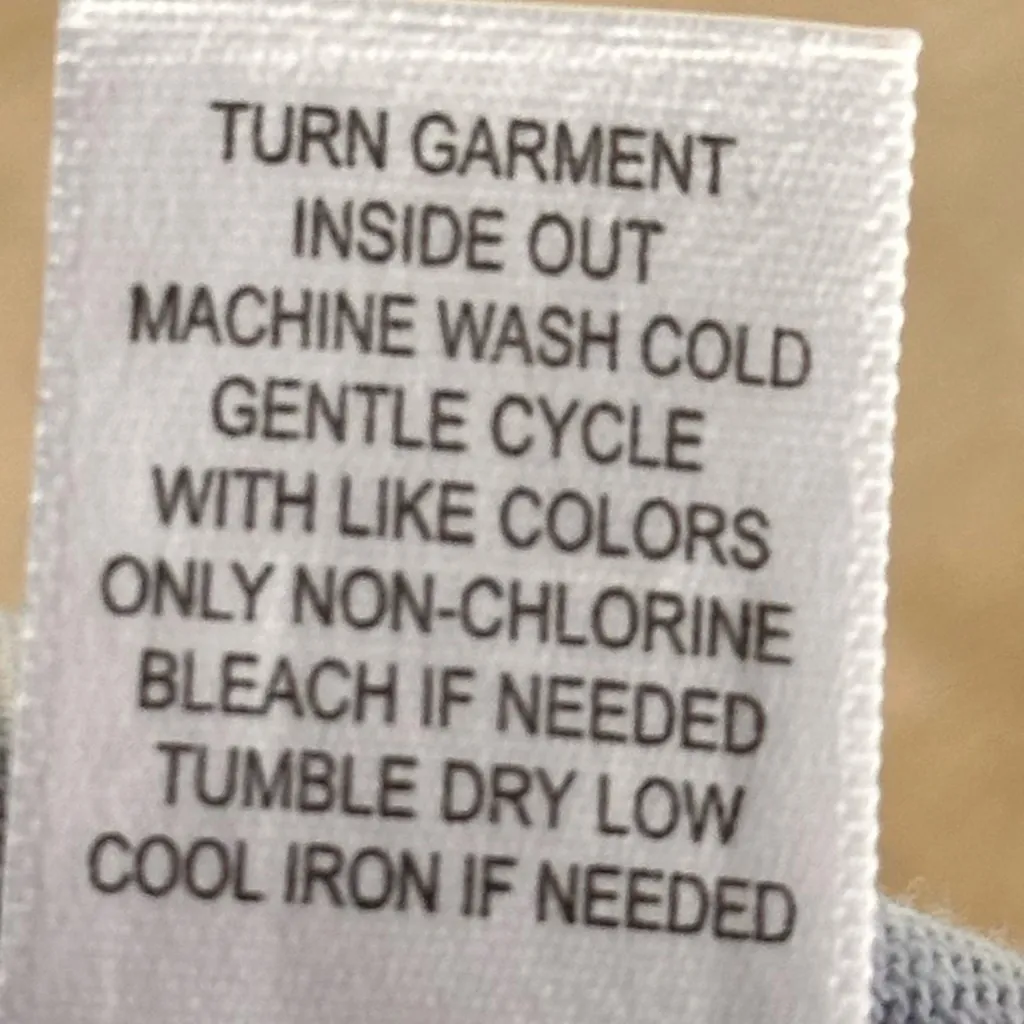 TURN GARMENT
INSIDE OUT
MACHINE WASH COLD
GENTLE CYCLE
WITH LIKE COLORS
ONLY NON-CHLORINE
BLEACH IF NEEDED
TUMBLE DRY LOW
COOL IRON IF NEEDED